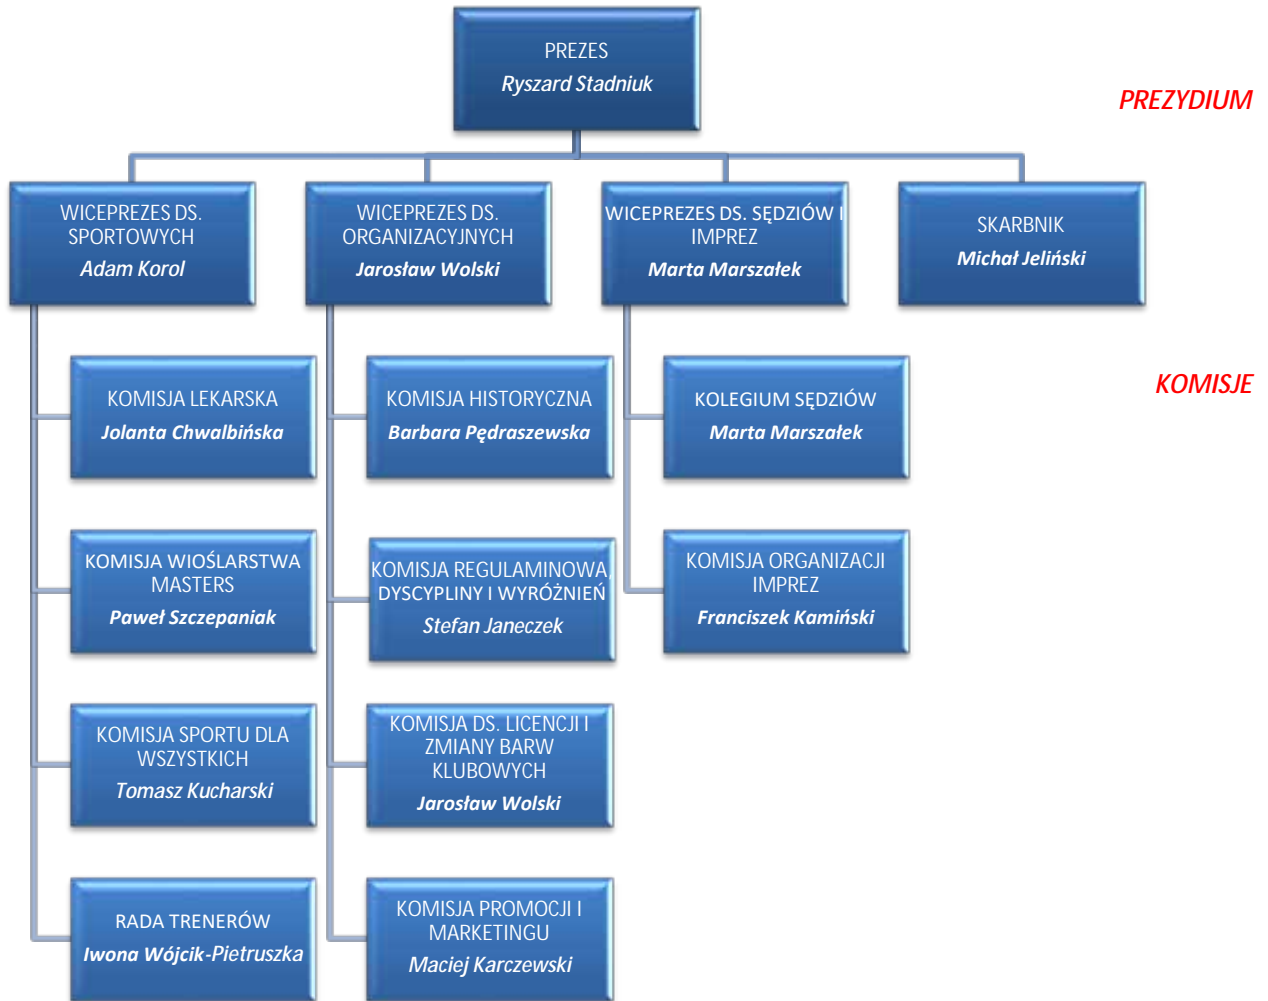 PREZES
Ryszard Stadniuk
PREZYDIUM
WICEPREZES DS.
SPORTOWYCH
Adam Korol
WICEPREZES DS.
ORGANIZACYJNYCH
Jarosław Wolski
WICEPREZES DS. SĘDZIÓW I
IMPREZ
Marta Marszałek
SKARBNIK
Michał Jeliński
KOMISJE
KOMISJA LEKARSKA
Jolanta Chwalbińska
KOMISJA HISTORYCZNA
Barbara Pędraszewska
KOLEGIUM SĘDZIÓW
Marta Marszałek
KOMISJA WIOŚLARSTWA
MASTERS
Paweł Szczepaniak
KOMISJA REGULAMINOWA,
DYSCYPLINY I WYRÓŻNIEŃ
Stefan Janeczek
KOMISJA ORGANIZACJI
IMPREZ
Franciszek Kamiński
KOMISJA SPORTU DLA
WSZYSTKICH
Tomasz Kucharski
KOMISJA DS. LICENCJI I
ZMIANY BARW
KLUBOWYCH
Jarosław Wolski
RADA TRENERÓW
Iwona Wójcik-Pietruszka
KOMISJA PROMOCJI I
MARKETINGU
Maciej Karczewski